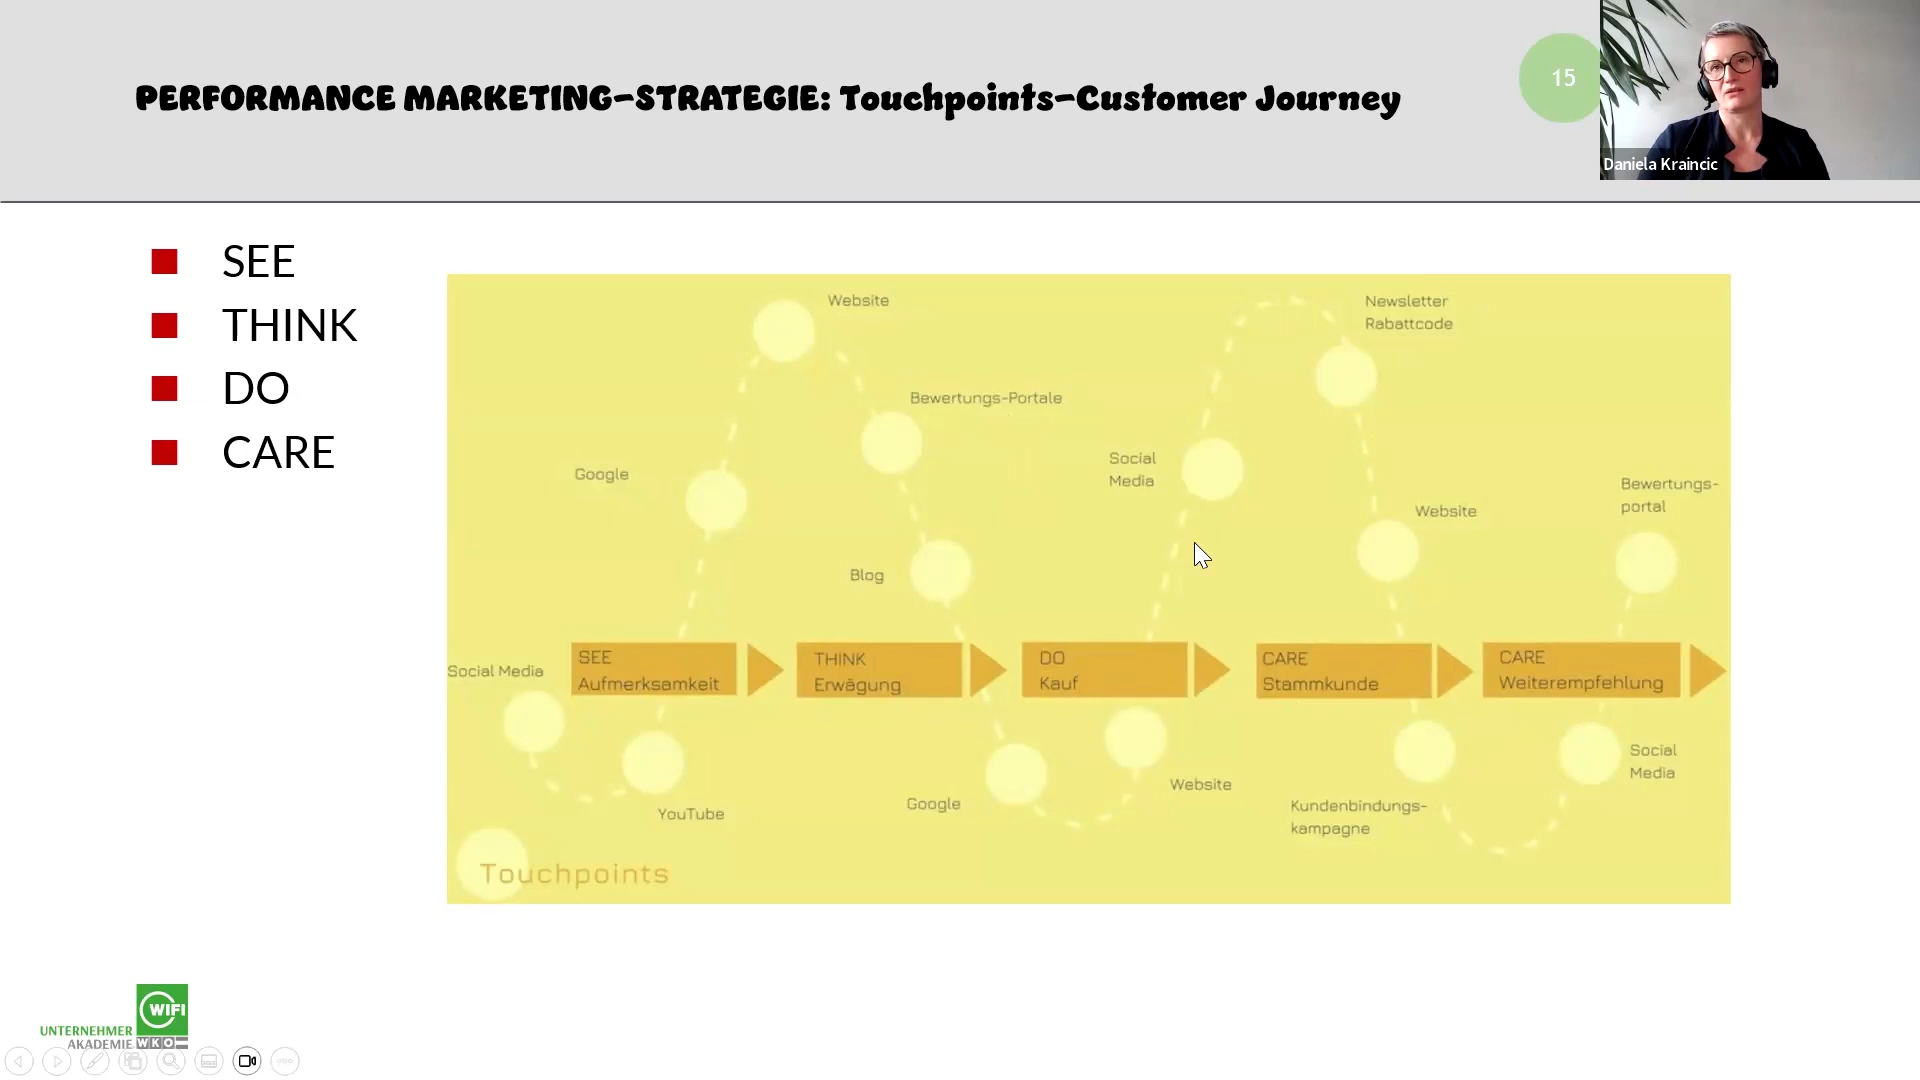 PERFORMANCE MARKETING-STRATEGIE: Touchpoints-Customer Journey
15
Daniela Kraincic
SEE
THINK
DO
CARE
Website
Newsletter
Rabattcode
Bewertungs-Portale
Google
Social
Media
Bewertungs-
portal
Website
Blog
Social Media
SEE
Aufmerksamkeit
THINK
Erwägung
DO
Kauf
CARE
Stammkunde
CARE
Weiterempfehlung
YouTube
Google
Website
Kundenbindungs-
kampagne
Social
Media
Touchpoints
WIFI
UNTERNEHMER
AKADEMIE WKO